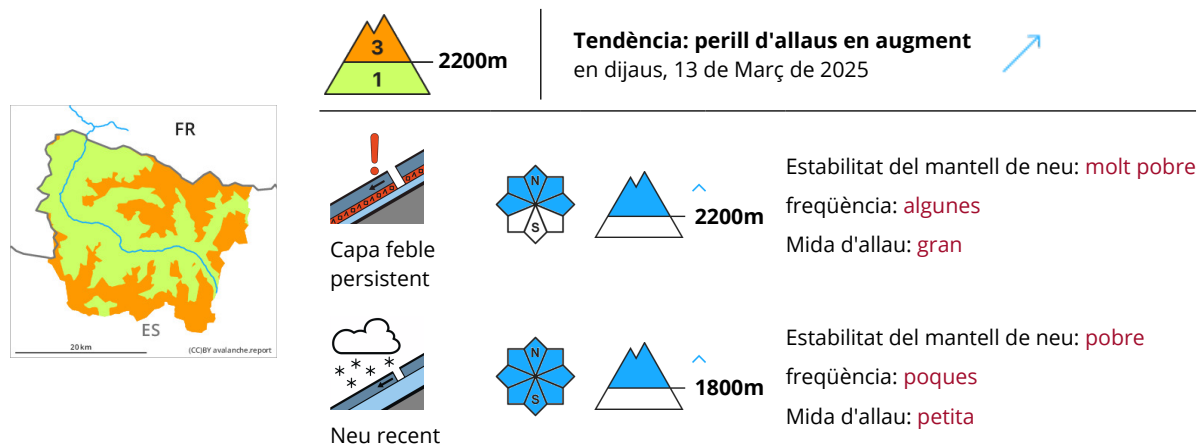 3
1
2200m
Tendència: perill d'allaus en augment
en dijaus, 13 de Març de 2025
FR
ES
20 km
(CC)BY avalanche.report
Capa feble
persistent
N
S
2200m
Estabilitat del mantell de neu: molt pobre
freqüència: algunes
Mida d'allau: gran
Neu recent
N
S
1800m
Estabilitat del mantell de neu: pobre
freqüència: poques
Mida d'allau: petita